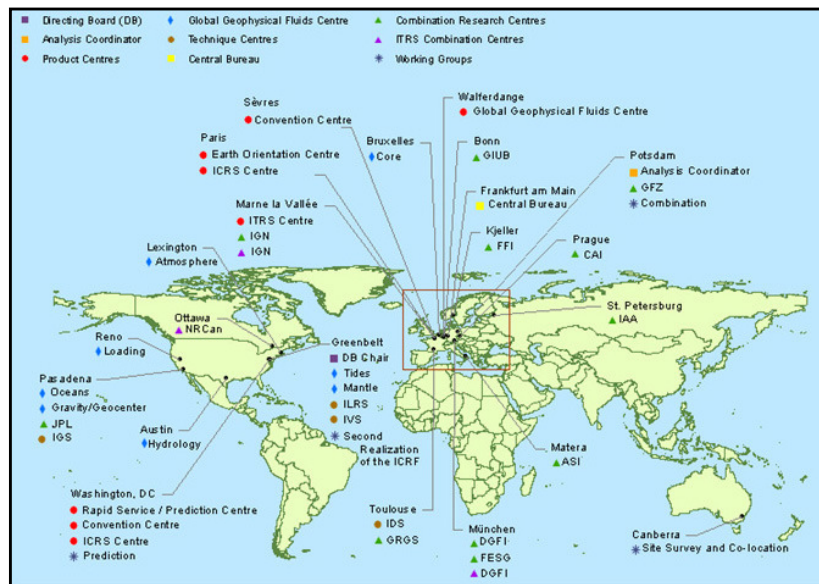 Directing Board (DB)
Global Geophysical Fluids Centre
Combination Research Centres
Analysis Coordinator
Technique Centres
ITRS Combination Centres
Product Centres
Central Bureau
Working Groups
Sèvres
Convention Centre
Walferdange
Global Geophysical Fluids Centre
Paris
Earth Orientation Centre
ICRS Centre
Bruxelles
Core
Bonn
GIUB
Potsdam
Analysis Coordinator
GFZ
Combination
Marne la Vallée
ITRS Centre
IGN
IGN
Frankfurt am Main
Central Bureau
Kjeller
FFI
Prague
CAI
Lexington
Atmosphere
St. Petersburg
IAA
Ottawa
NRCan
Reno
Loading
Greenbelt
DB Chair
Tides
Mantle
ILRS
IVS
Second
Realization
of the ICRF
Pasadena
Oceans
Gravity/Geocenter
JPL
IGS
Austin
Hydrology
Matera
ASI
Washington, DC
Rapid Service / Prediction Centre
Convention Centre
ICRS Centre
Prediction
Toulouse
IDS
GRGS
München
DGFI
FESG
DGFI
Canberra
Site Survey and Co-location